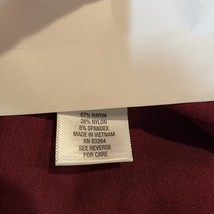 67% RAYON
28% NYLON
5% SPANDEX
MADE IN VIETNAM
RN 63264
SEE REVERSE
FOR CARE